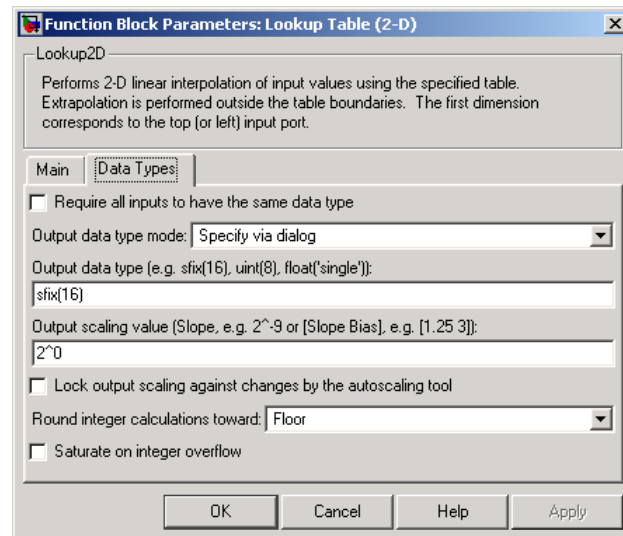 Function Block Parameters: Lookup Table (2-D)
Lookup2D
Performs 2-D linear interpolation of input values using the specified table.
Extrapolation is performed outside the table boundaries. The first dimension
corresponds to the top (or left) input port.
Main Data Types
Require all inputs to have the same data type
Output data type mode: Specify via dialog
Output data type (e.g. sfix(16), uint(8), float('single')):
sfix(16)
Output scaling value (Slope, e.g. 2^-9 or [Slope Bias], e.g. [1.25 3]):
2^0
Lock output scaling against changes by the autoscaling tool
Round integer calculations toward: Floor
Saturate on integer overflow
OK Cancel Help Apply